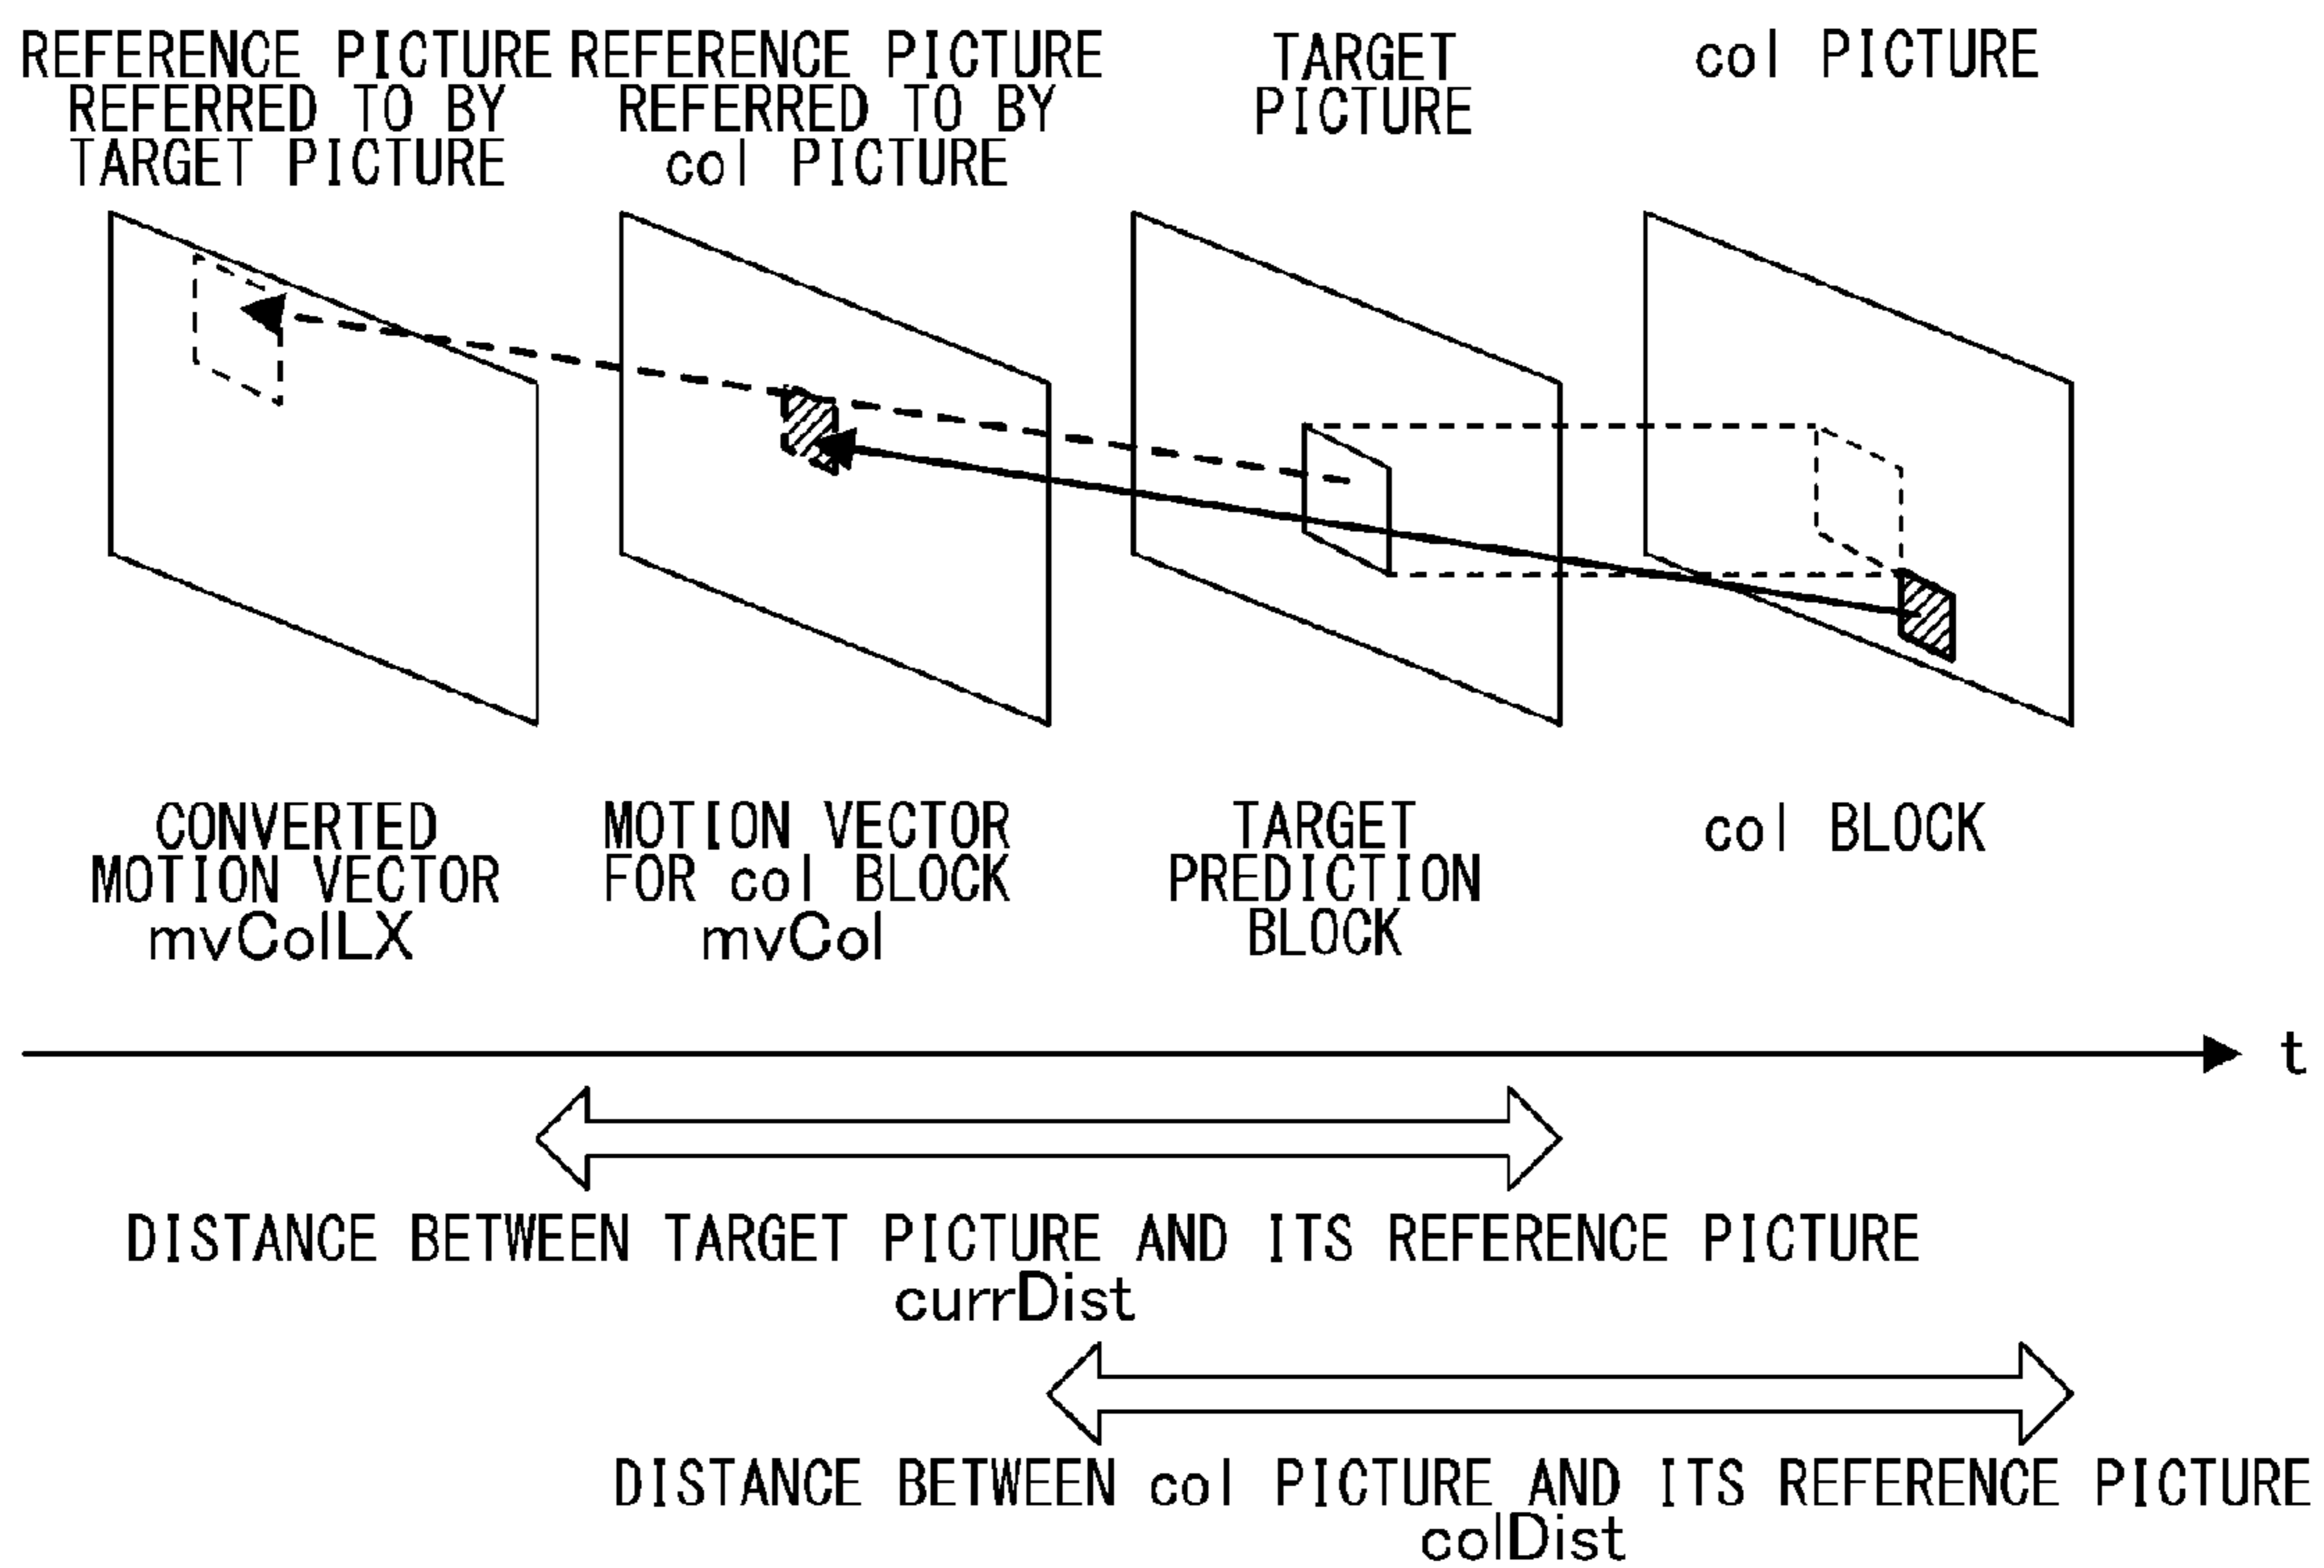 REFERENCE PICTURE
REFERRED TO BY
TARGET PICTURE
REFERENCE PICTURE
REFERRED TO BY
col PICTURE
TARGET
PICTURE
col PICTURE
CONVERTED
MOTION VECTOR
mvColLX
MOTION VECTOR
FOR col BLOCK
mvCol
TARGET
PREDICTION
BLOCK
col BLOCK
t
DISTANCE BETWEEN TARGET PICTURE AND ITS REFERENCE PICTURE
currDist
DISTANCE BETWEEN col PICTURE AND ITS REFERENCE PICTURE
colDist